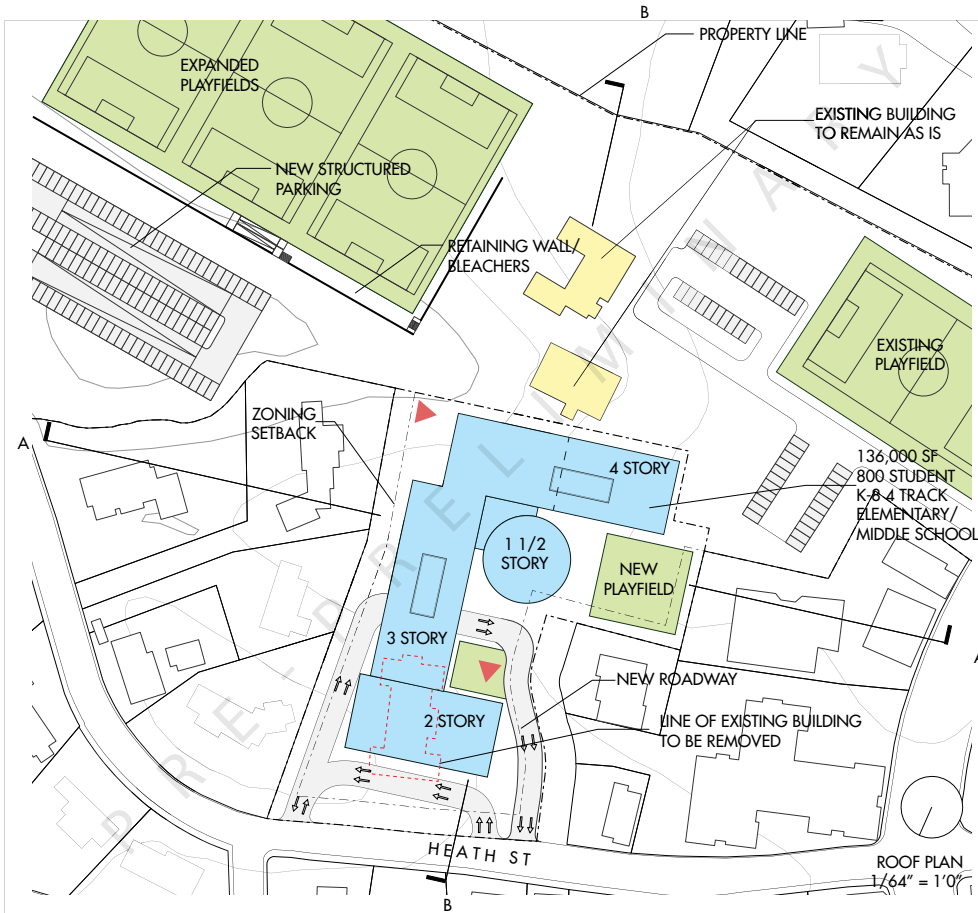 B
PROPERTY LINE
EXPANDED
PLAYFIELDS
EXISTING BUILDING
TO REMAIN AS IS
NEW STRUCTURED
PARKING
RETAINING WALL/
BLEACHERS
EXISTING
PLAYFIELD
ZONING
SETBACK
A
4 STORY
136,000 SF
800 STUDENT
K-8 4 TRACK
ELEMENTARY/
MIDDLE SCHOOL
1 1/2
STORY
NEW
PLAYFIELD
3 STORY
A
NEW ROADWAY
2 STORY
LINE OF EXISTING BUILDING
TO BE REMOVED
HEATH ST
ROOF PLAN
1/64" = 1'0"
B
PRE-PRELIMINARY